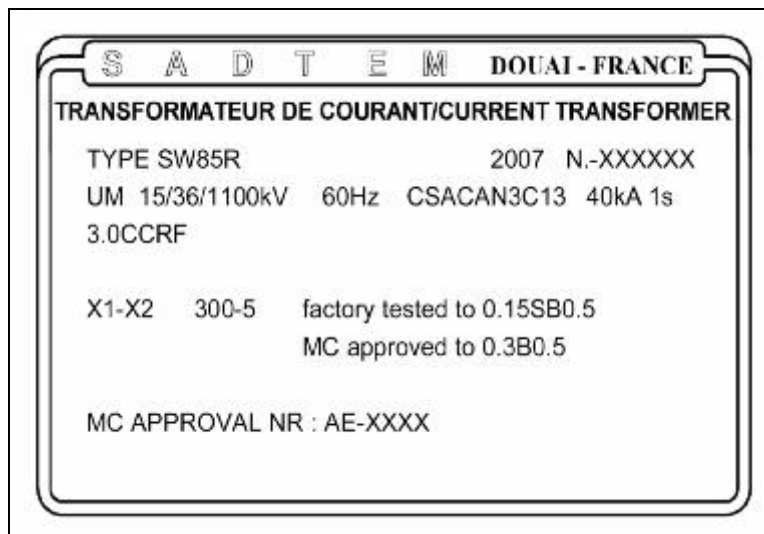 SADTEM DOUAI - FRANCE
TRANSFORMATEUR DE COURANT/CURRENT TRANSFORMER
TYPE SW85R 2007 N.-XXXXXX
UM 15/36/1100kV 60Hz CSACAN3C13 40kA 1s
3.0CCRF
X1-X2 300-5 factory tested to 0.15SB0.5
MC approved to 0.3B0.5
MC APPROVAL NR : AE-XXXX